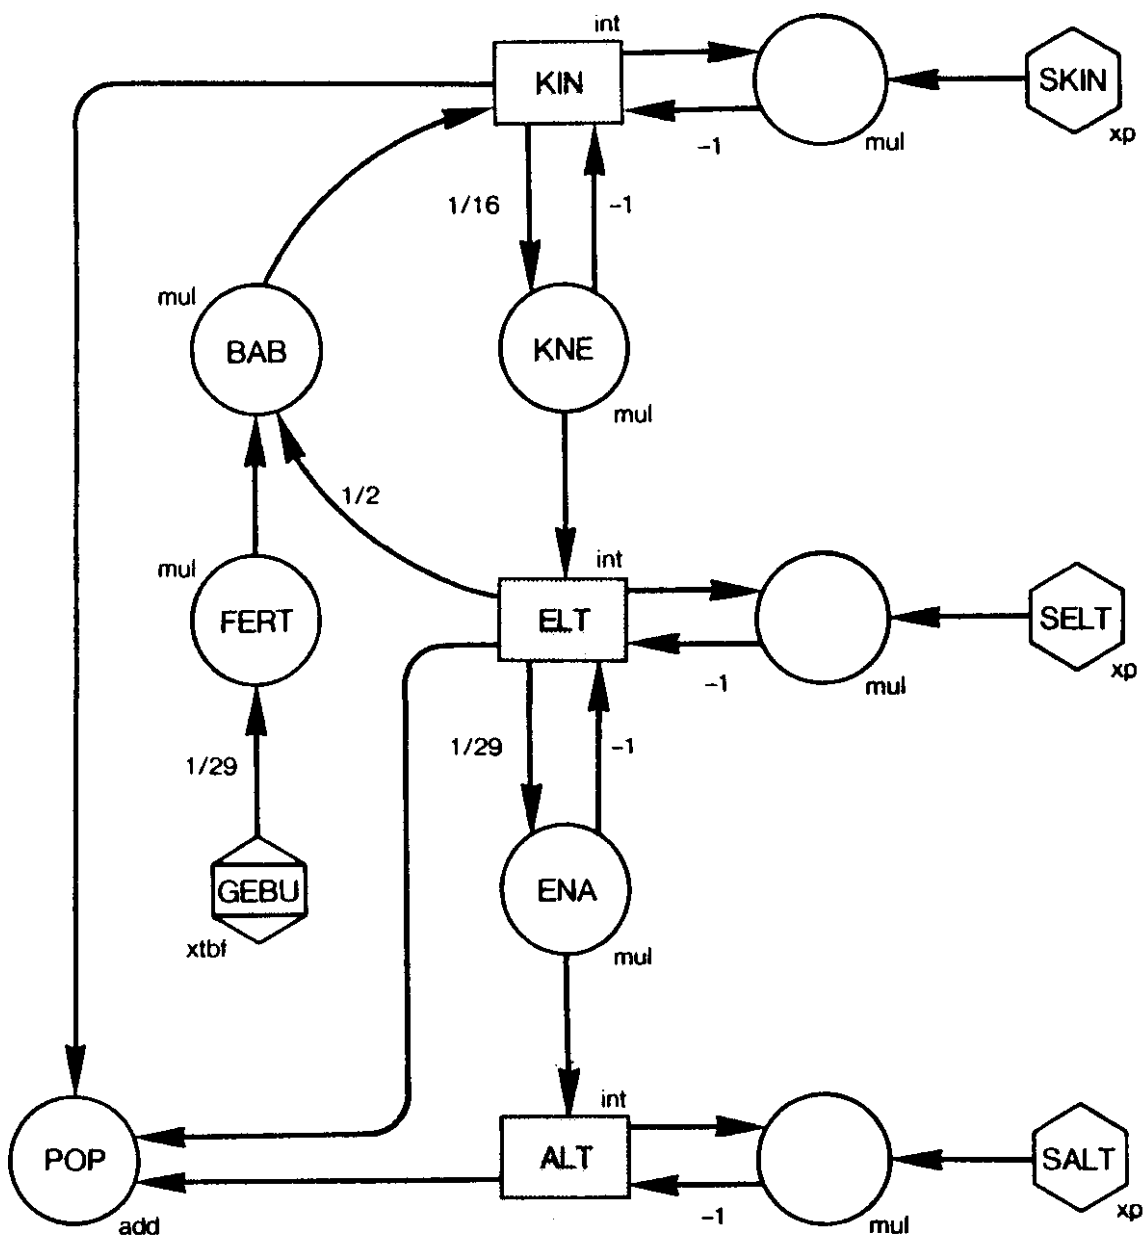 int
KIN
SKIN
-1
mul
xp
1/16
-1
mul
BAB
KNE
mul
1/2
mul
int
FERT
ELT
SELT
-1
mul
xp
1/29
1/29
-1
GEBU
xtbf
ENA
mul
int
POP
ALT
SALT
add
-1
mul
xp